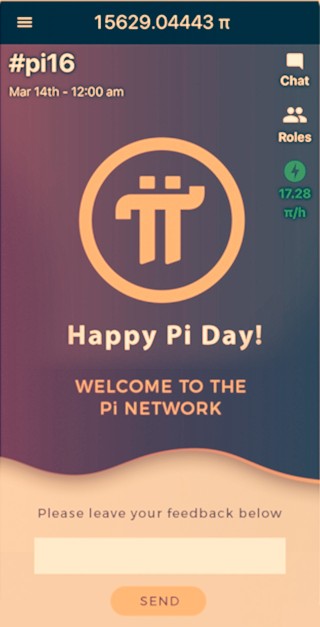 15629.04443 π
#pi16
Mar 14th - 12:00 am
Chat
Roles
17.28
π/h
Happy Pi Day!
WELCOME TO THE
Pi NETWORK
Please leave your feedback below
SEND